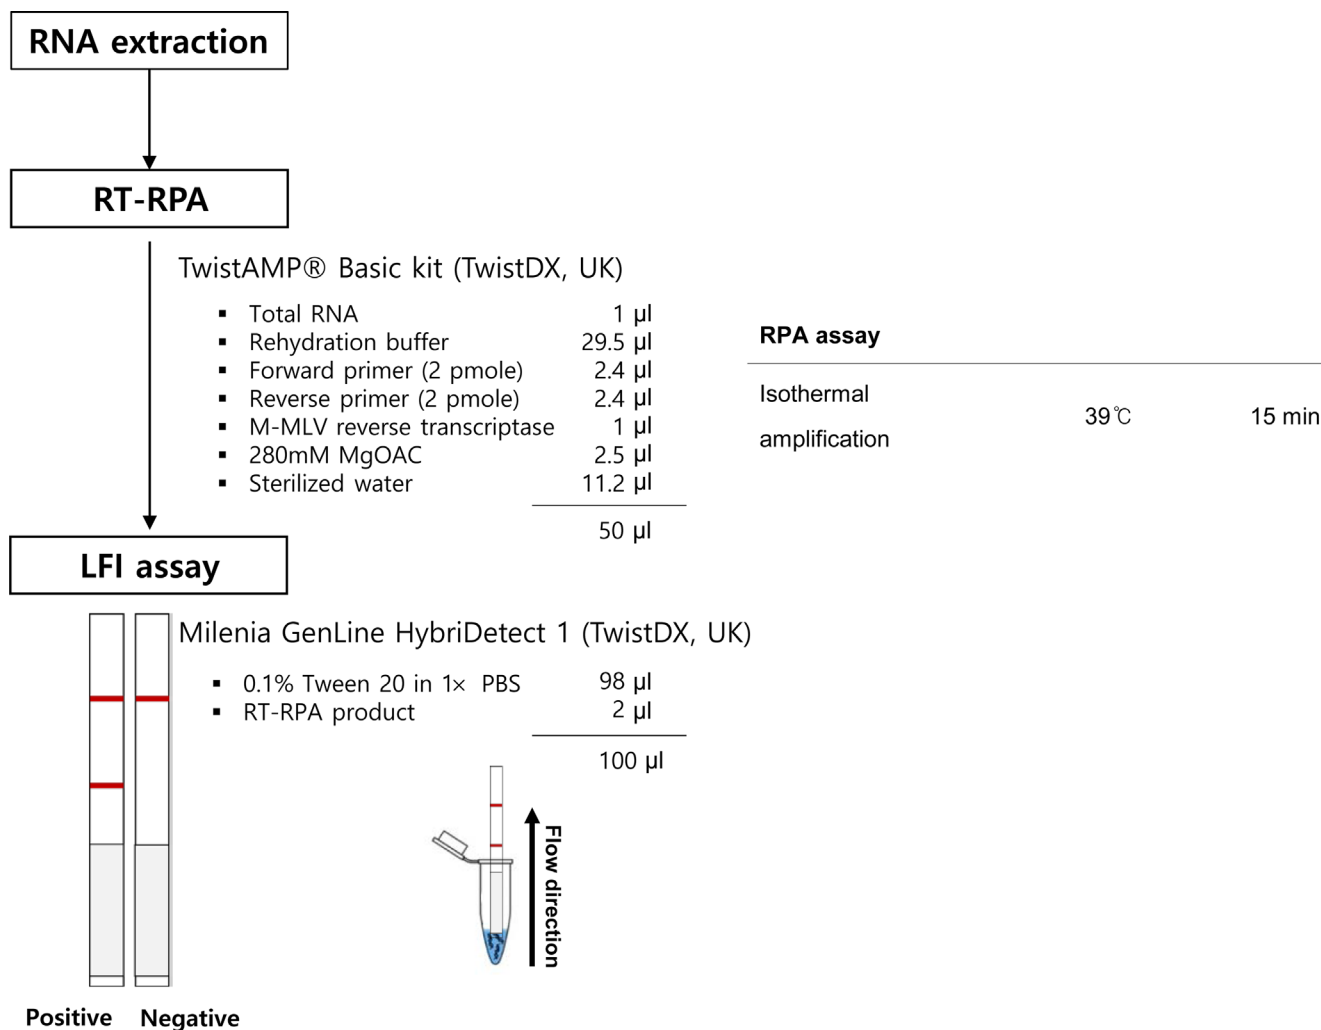 RNA extraction
RT-RPA
TwistAMP® Basic kit (TwistDX, UK)
▪ Total RNA 1 μl
▪ Rehydration buffer 29.5 μl
▪ Forward primer (2 pmole) 2.4 μl
▪ Reverse primer (2 pmole) 2.4 μl
▪ M-MLV reverse transcriptase 1 μl
▪ 280mM MgOAC 2.5 μl
▪ Sterilized water 11.2 μl
50 μl
RPA assay
Isothermal
amplification
39℃ 15 min
LFI assay
Milenia GenLine HybriDetect 1 (TwistDX, UK)
▪ 0.1% Tween 20 in 1× PBS 98 μl
▪ RT-RPA product 2 μl
100 μl
Flow direction
Positive Negative